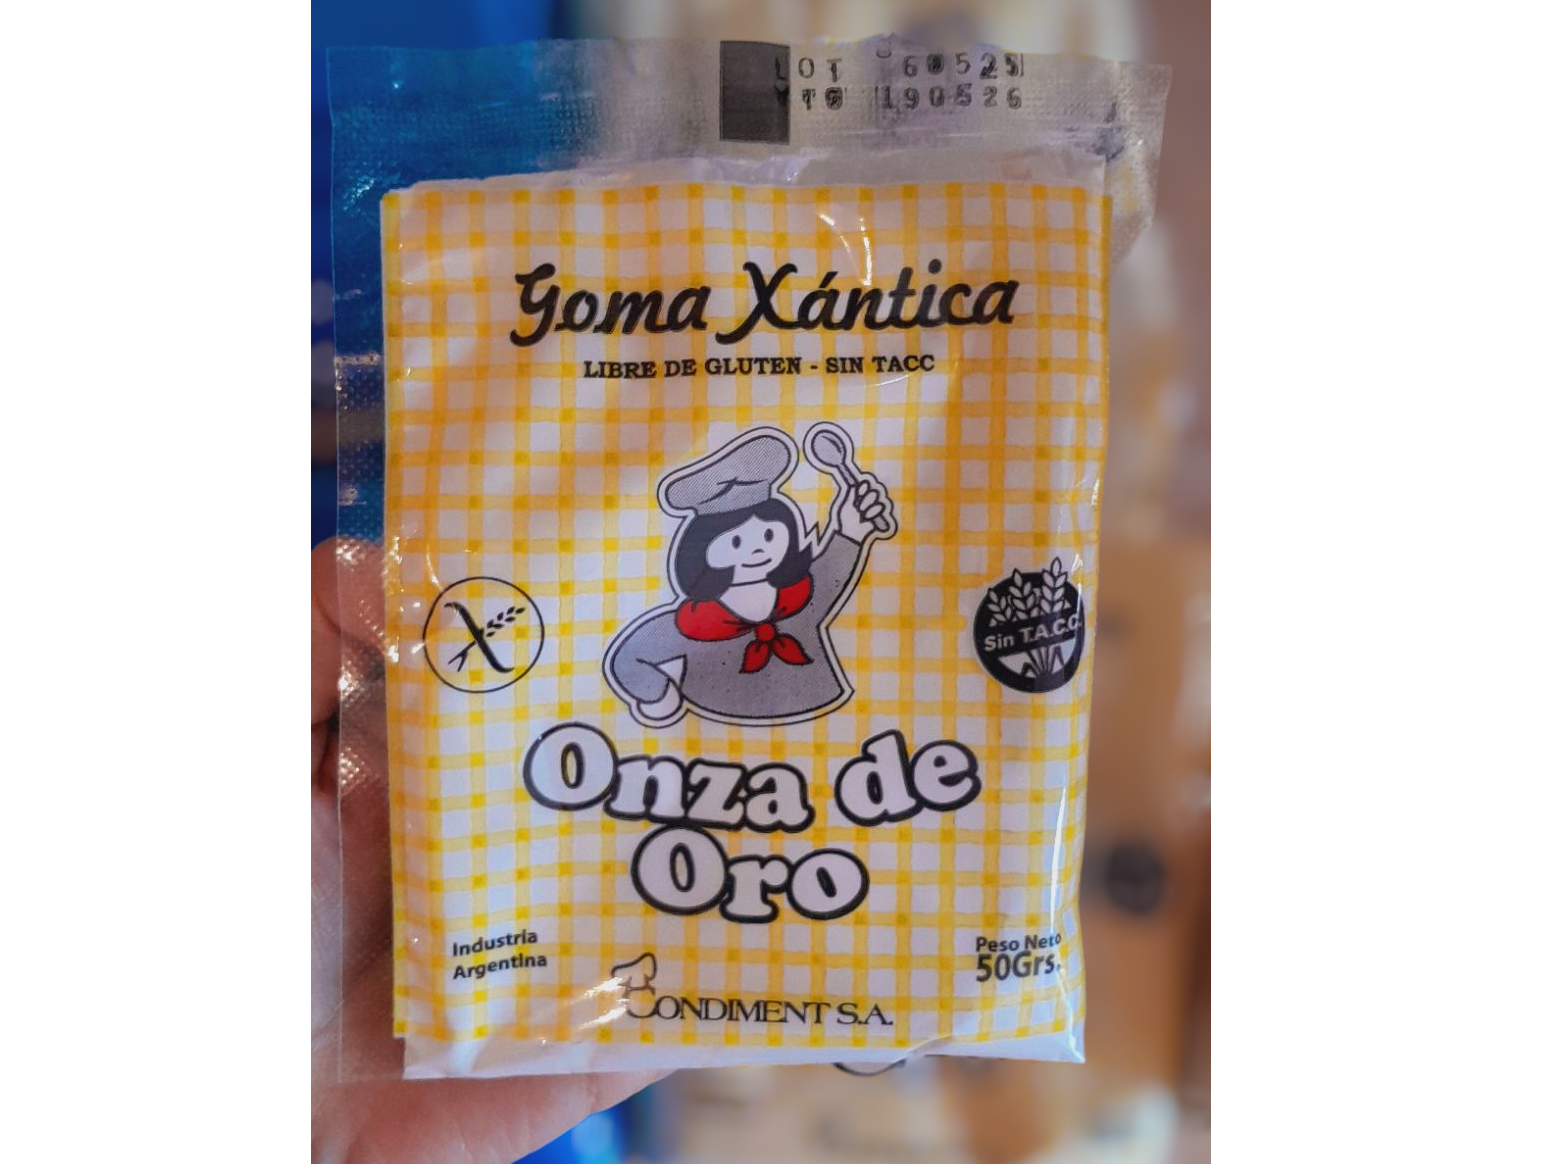 LOT 060525
VTO 190526
Goma Xántica
LIBRE DE GLUTEN - SIN TACC
Sin T.A.C.C.
Onza de
Oro
Industria
Argentina
Peso Neto
50Grs.
CONDIMENT S.A.